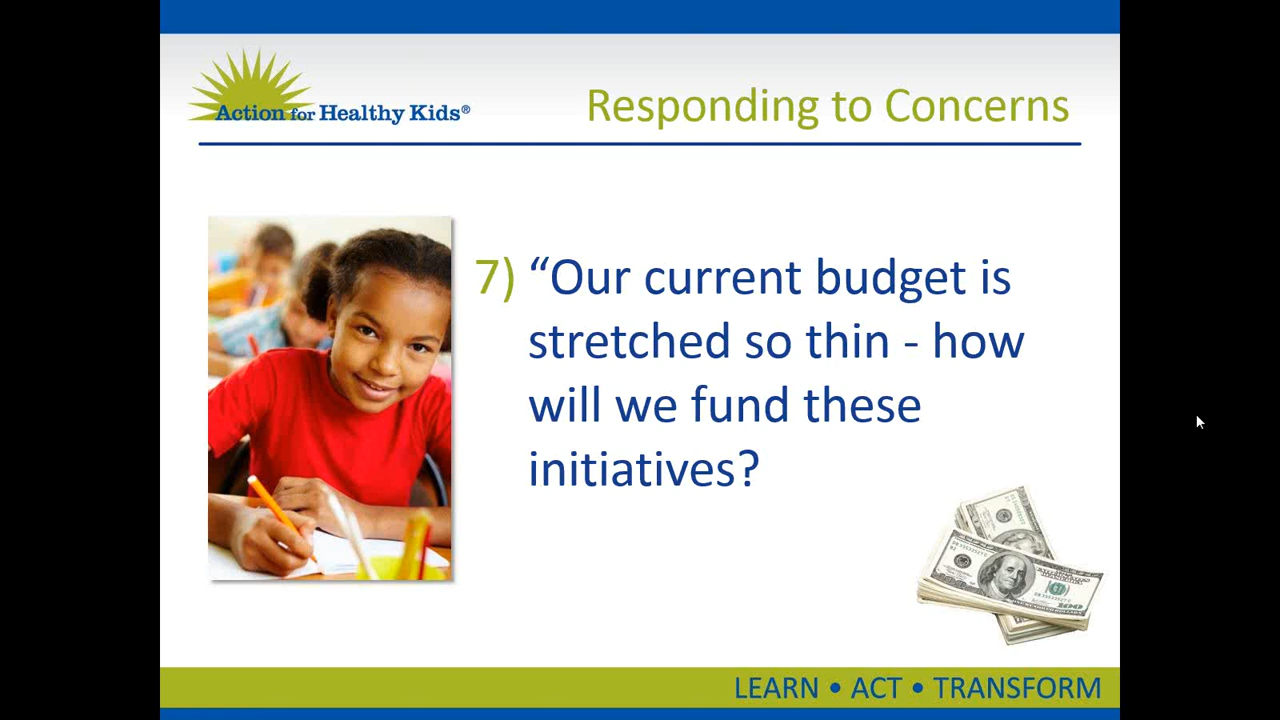 Action for Healthy Kids®
Responding to Concerns
7) “Our current budget is
stretched so thin - how
will we fund these
initiatives?
100
LEARN • ACT • TRANSFORM